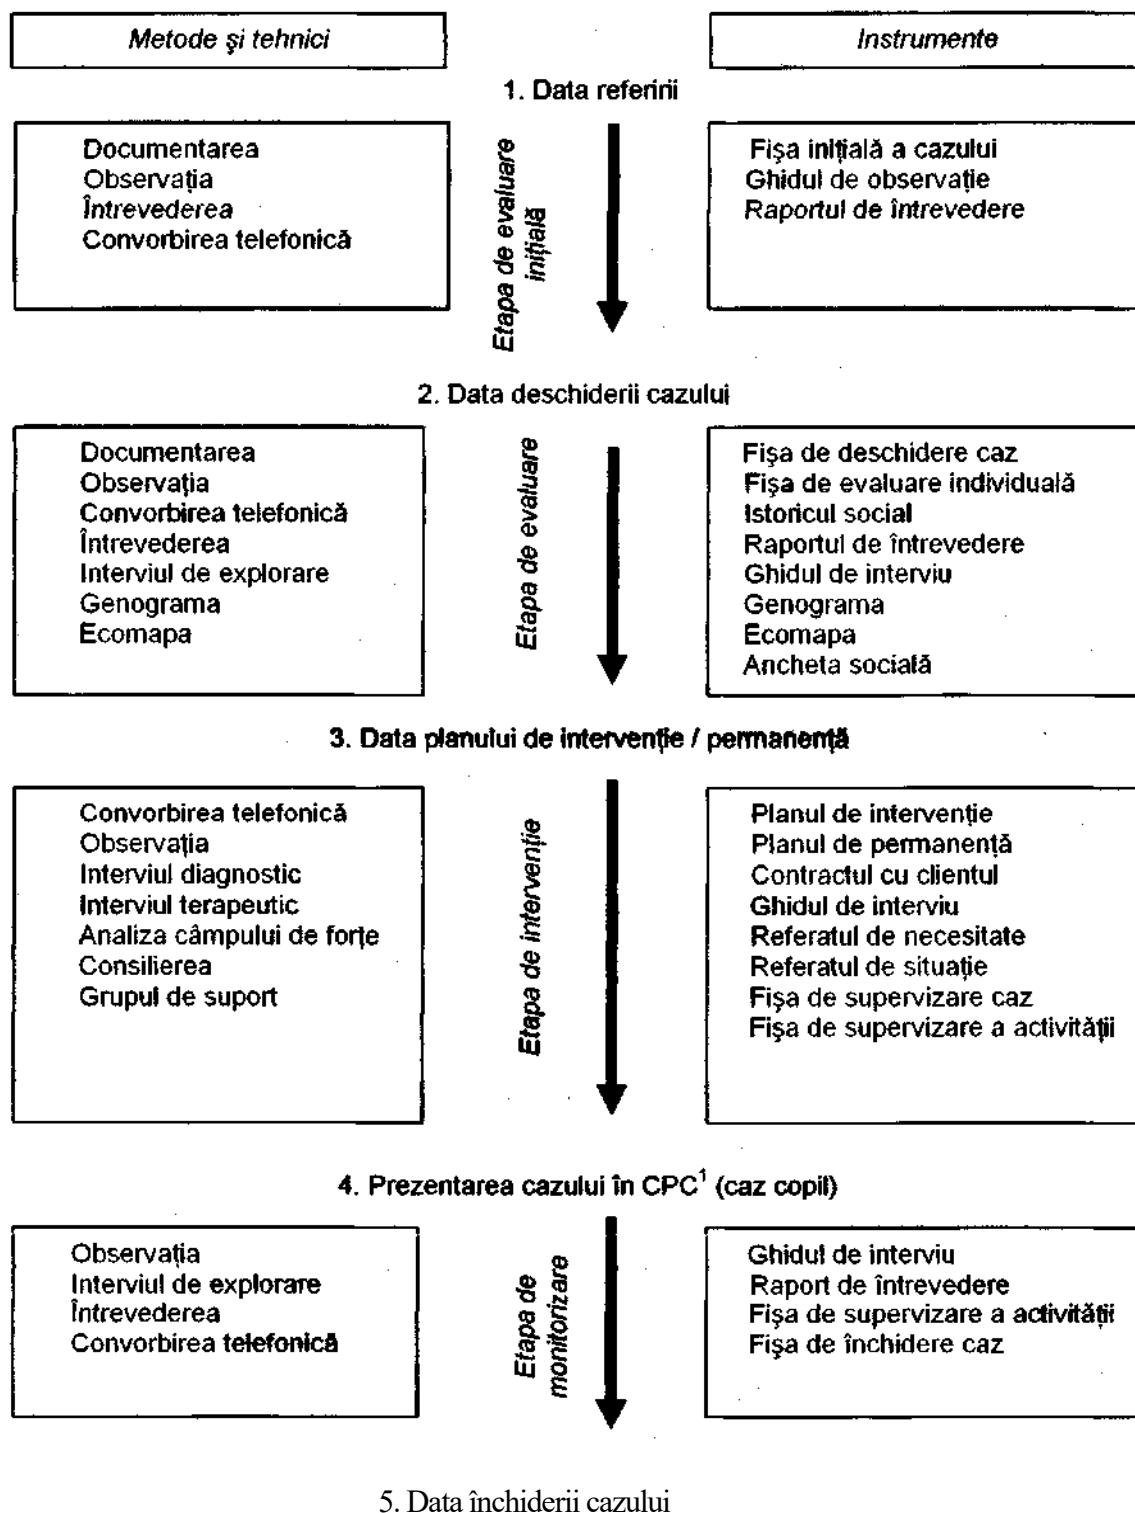 Metode şi tehnici
Instrumente
1. Data referirii
Documentarea
Observaţia
Întrevederea
Convorbirea telefonică
Etapa de evaluare
iniţială
Fişa iniţială a cazului
Ghidul de observaţie
Raportul de întrevedere
2. Data deschiderii cazului
Documentarea
Observaţia
Convorbirea telefonică
Întrevederea
Interviul de explorare
Genograma
Ecomapa
Etapa de evaluare
Fişa de deschidere caz
Fişa de evaluare individuală
Istoricul social
Raportul de întrevedere
Ghidul de interviu
Genograma
Ecomapa
Ancheta socială
3. Data planului de intervenţie / permanenţă
Convorbirea telefonică
Observaţia
Interviul diagnostic
Interviul terapeutic
Analiza câmpului de forţe
Consilierea
Grupul de suport
Etapa de intervenţie
Planul de intervenţie
Planul de permanenţă
Contractul cu clientul
Ghidul de interviu
Referatul de necesitate
Referatul de situaţie
Fişa de supervizare caz
Fişa de supervizare a activităţii
4. Prezentarea cazului în CPC¹ (caz copil)
Observaţia
Interviul de explorare
Întrevederea
Convorbirea telefonică
Etapa de
monitorizare
Ghidul de interviu
Raport de întrevedere
Fişa de supervizare a activităţii
Fişa de închidere caz
5. Data închiderii cazului